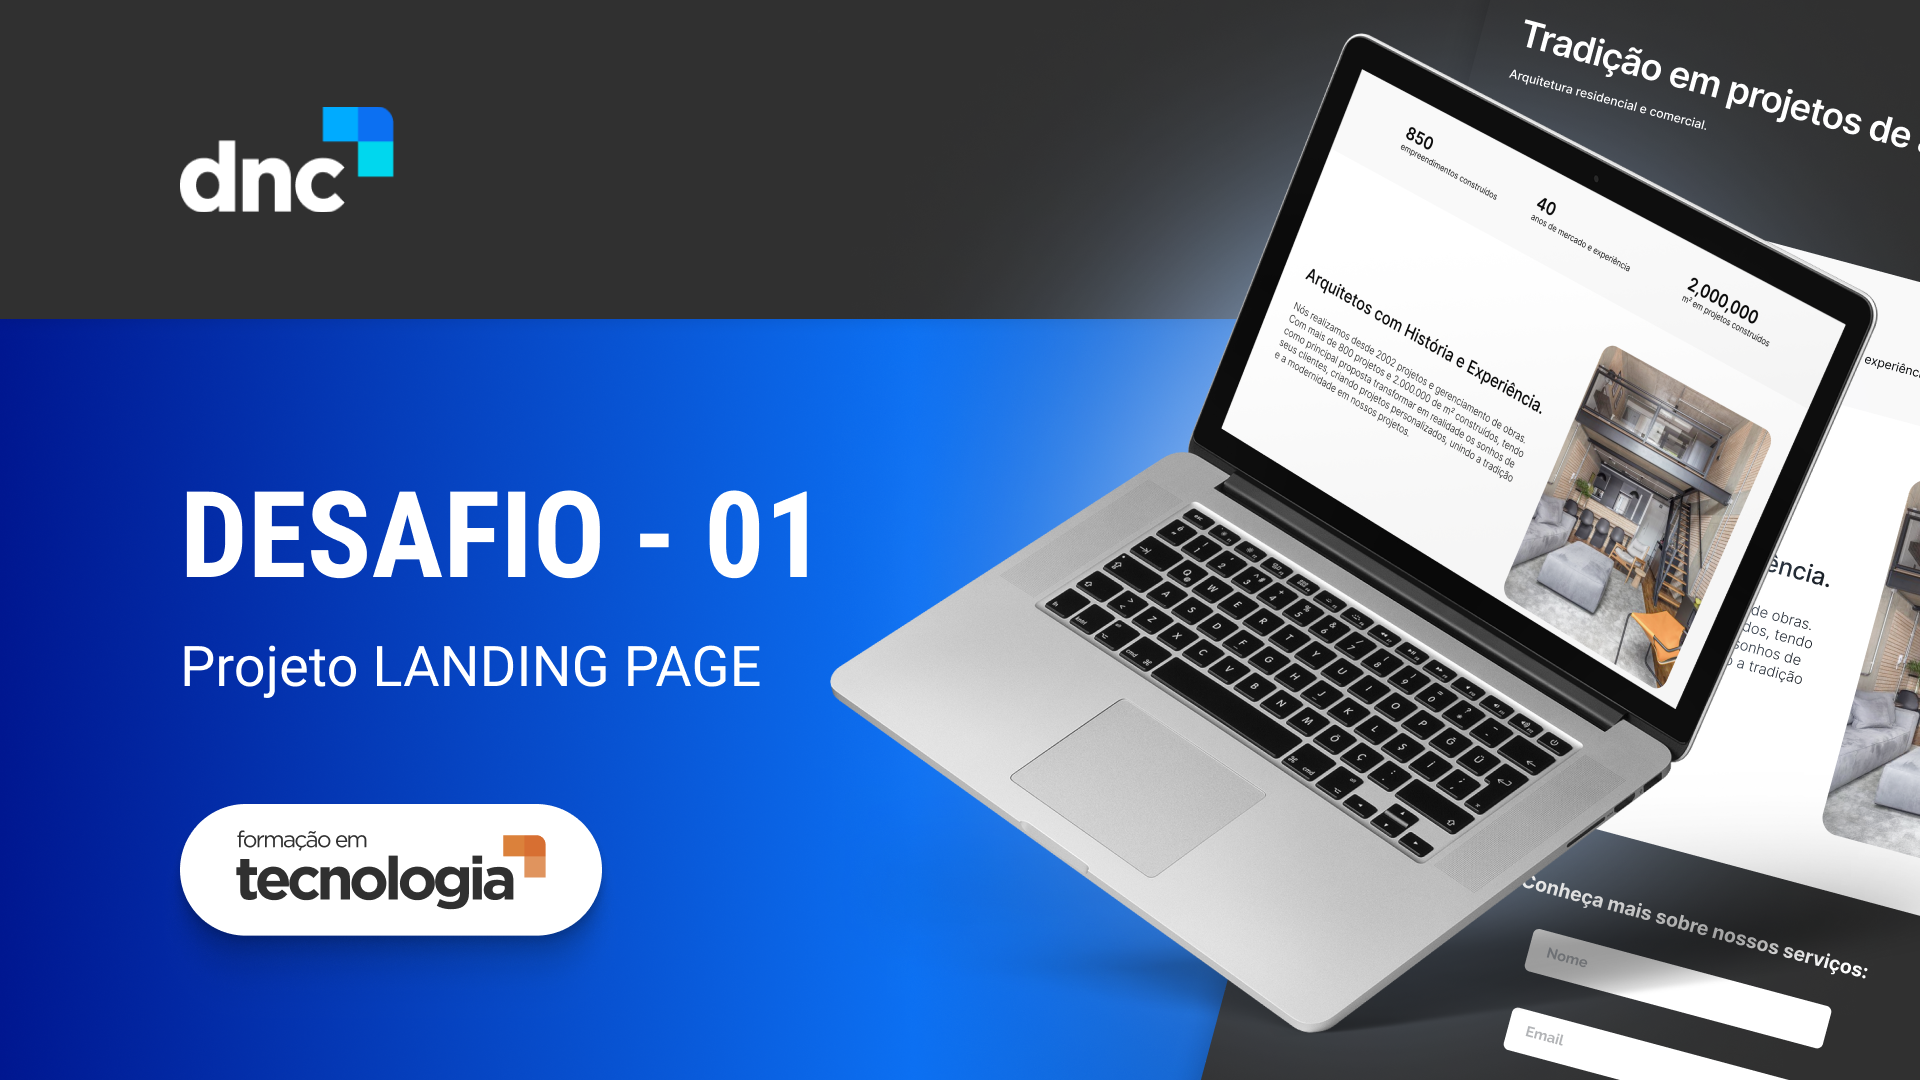 dnc
DESAFIO - 01
Projeto LANDING PAGE
formação em
tecnologia
Tradição em projetos de
Arquitetura residencial e comercial.
850
empreendimentos construídos
40
anos de mercado e experiência
2,000,000
m² em projetos construídos
Arquitetos com História e Experiência.
Nós realizamos desde 2002 projetos e gerenciamento de obras.
Com mais de 800 projetos e 2.000.000 de m² construídos, tendo
como principal proposta transformar em realidade os sonhos de
seus clientes, criando projetos personalizados, unindo a tradição
e a modernidade em nossos projetos.
experiênc
ência.
de obras.
dos, tendo
sonhos de
a tradição
Conheça mais sobre nossos serviços:
Nome
Email